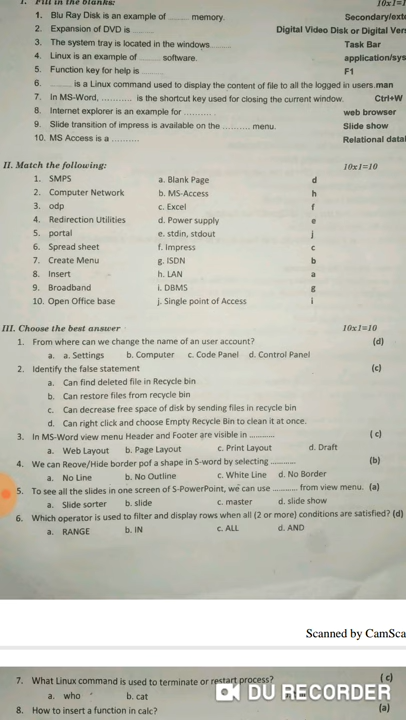 I. Fill in the blanks: 10x1=1
1. Blu Ray Disk is an example of ........ memory. Secondary/exte
2. Expansion of DVD is ........ Digital Video Disk or Digital Vers
3. The system tray is located in the windows......... Task Bar
4. Linux is an example of ......... software. application/sys
5. Function key for help is ........ F1
6. ........ is a Linux command used to display the content of file to all the logged in users.man
7. In MS-Word, ........... is the shortcut key used for closing the current window. Ctrl+W
8. Internet explorer is an example for .......... web browser
9. Slide transition of impress is available on the .......... menu. Slide show
10. MS Access is a .......... Relational datal
II. Match the following: 10x1=10
1. SMPS a. Blank Page d
2. Computer Network b. MS-Access h
3. odp c. Excel f
4. Redirection Utilities d. Power supply e
5. portal e. stdin, stdout j
6. Spread sheet f. Impress c
7. Create Menu g. ISDN b
8. Insert h. LAN a
9. Broadband i. DBMS g
10. Open Office base j. Single point of Access i
III. Choose the best answer 10x1=10
1. From where can we change the name of an user account? (d)
a. a. Settings b. Computer c. Code Panel d. Control Panel
2. Identify the false statement (c)
a. Can find deleted file in Recycle bin
b. Can restore files from recycle bin
c. Can decrease free space of disk by sending files in recycle bin
d. Can right click and choose Empty Recycle Bin to clean it at once.
3. In MS-Word view menu Header and Footer are visible in ............ (c)
a. Web Layout b. Page Layout c. Print Layout d. Draft
4. We can Reove/Hide border pof a shape in S-word by selecting ............ (b)
a. No Line b. No Outline c. White Line d. No Border
5. To see all the slides in one screen of S-PowerPoint, we can use ............ from view menu. (a)
a. Slide sorter b. slide c. master d. slide show
6. Which operator is used to filter and display rows when all (2 or more) conditions are satisfied? (d)
a. RANGE b. IN c. ALL d. AND
Scanned by CamSca
7. What Linux command is used to terminate or restart process? (c)
a. who b. cat
DU RECORDER
8. How to insert a function in calc? (a)